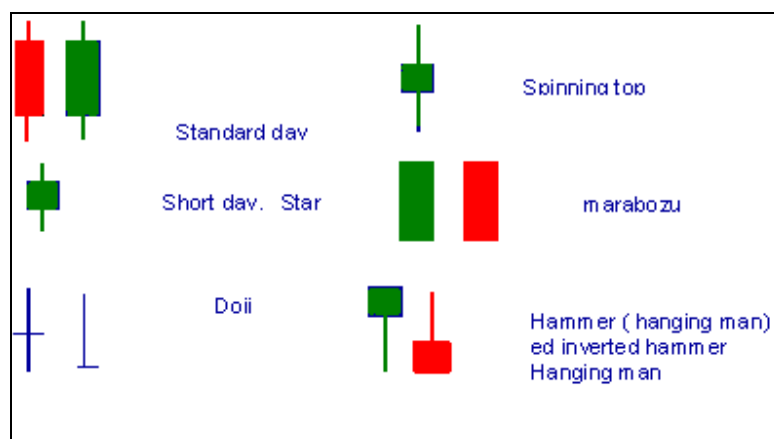 Standard day
Spinning top
Short day. Star
marabozu
Doji
Hammer ( hanging man)
ed inverted hammer
Hanging man